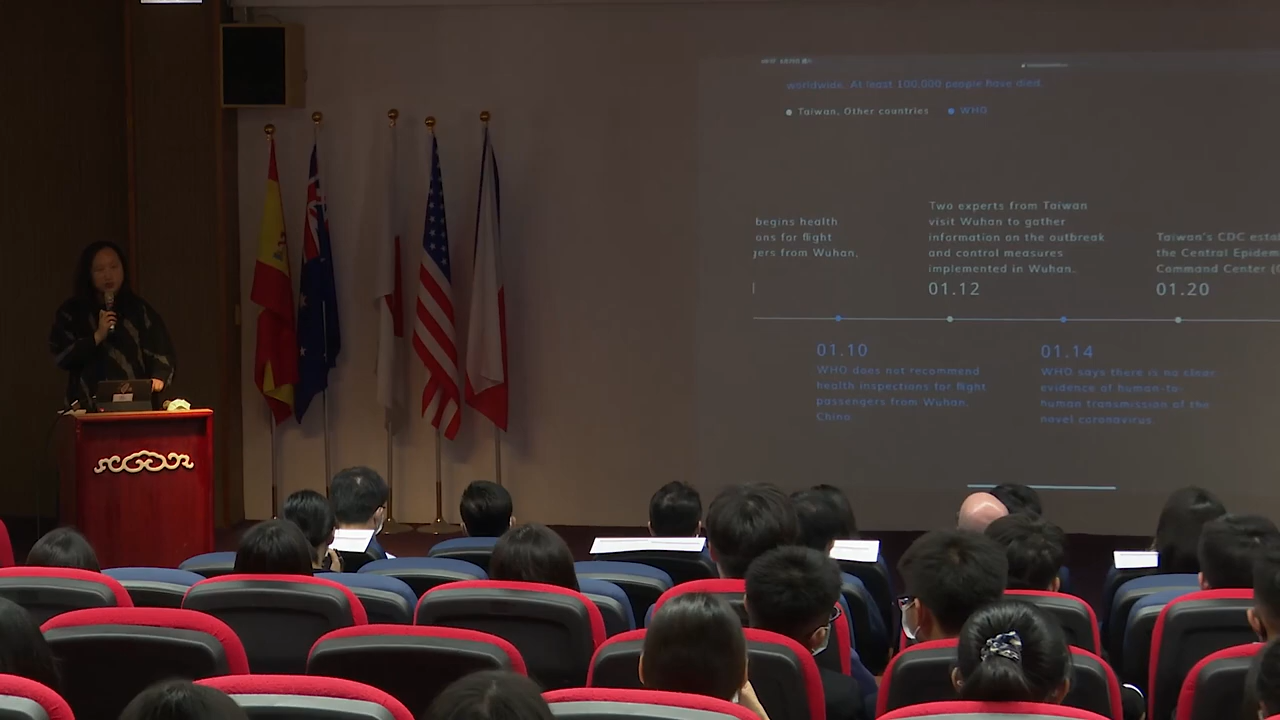 worldwide. At least 100,000 people have died.
Taiwan, Other countries
WHO
begins health
ons for flight
gers from Wuhan,
Two experts from Taiwan
visit Wuhan to gather
information on the outbreak
and control measures
implemented in Wuhan.
01.12
Taiwan's CDC esta
the Central Epidem
Command Center (C
01.20
01.10
WHO does not recommend
health inspections for flight
passengers from Wuhan,
China.
01.14
WHO says there is no clear
evidence of human-to-
human transmission of the
novel coronavirus.